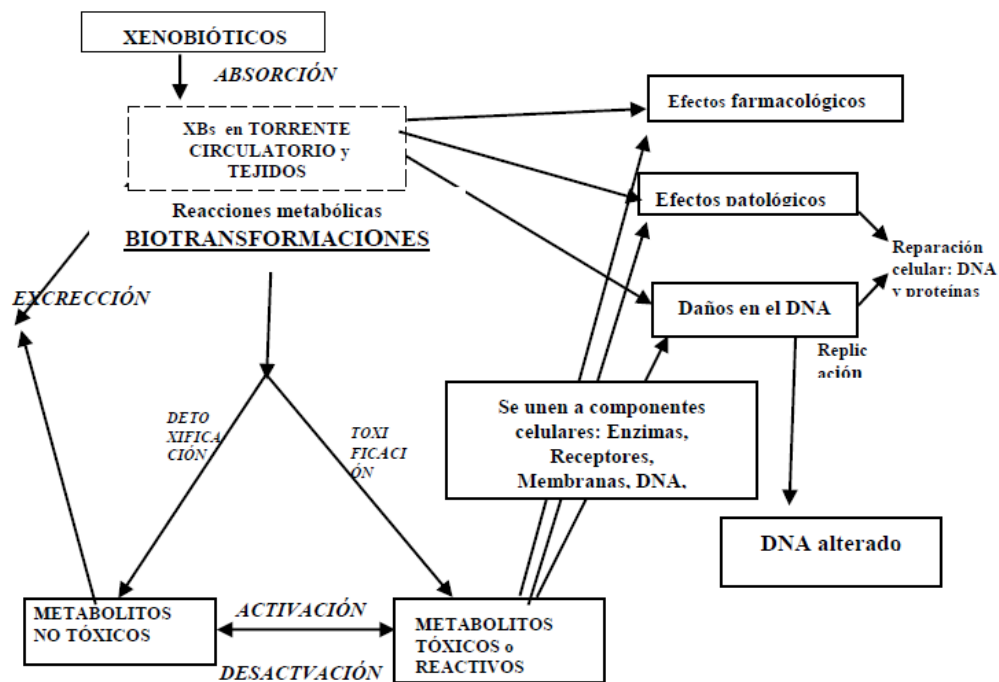 XENOBIÓTICOS
ABSORCIÓN
XBs en TORRENTE
CIRCULATORIO y
TEJIDOS
Reacciones metabólicas
BIOTRANSFORMACIONES
EXCRECCIÓN
Efectos farmacológicos
Efectos patológicos
Reparación
celular: DNA
y proteínas
Daños en el DNA
Replic
ación
Se unen a componentes
celulares: Enzimas,
Receptores,
Membranas, DNA,
DETO
XIFICA
CIÓN
TOXI
FICACI
ÓN
DNA alterado
METABOLITOS
NO TÓXICOS
ACTIVACIÓN
DESACTVACIÓN
METABOLITOS
TÓXICOS o
REACTIVOS